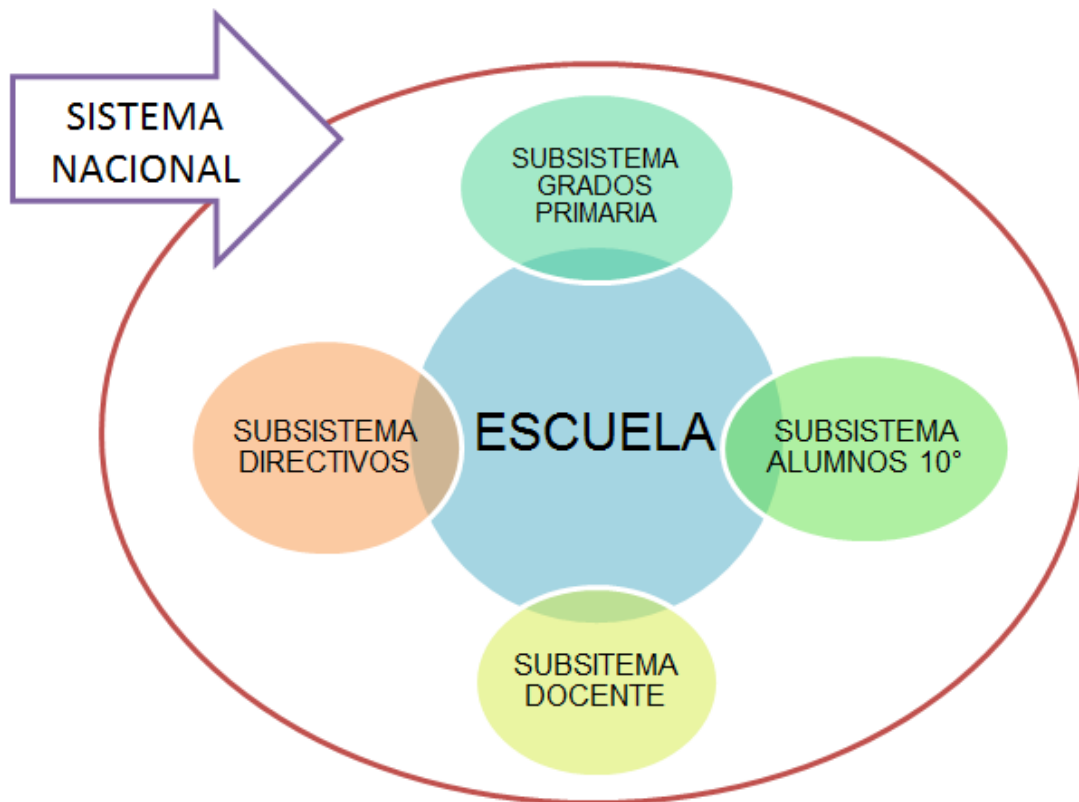 SISTEMA
NACIONAL
SUBSISTEMA
GRADOS
PRIMARIA
SUBSISTEMA
DIRECTIVOS
ESCUELA
SUBSISTEMA
ALUMNOS 10°
SUBSITEMA
DOCENTE